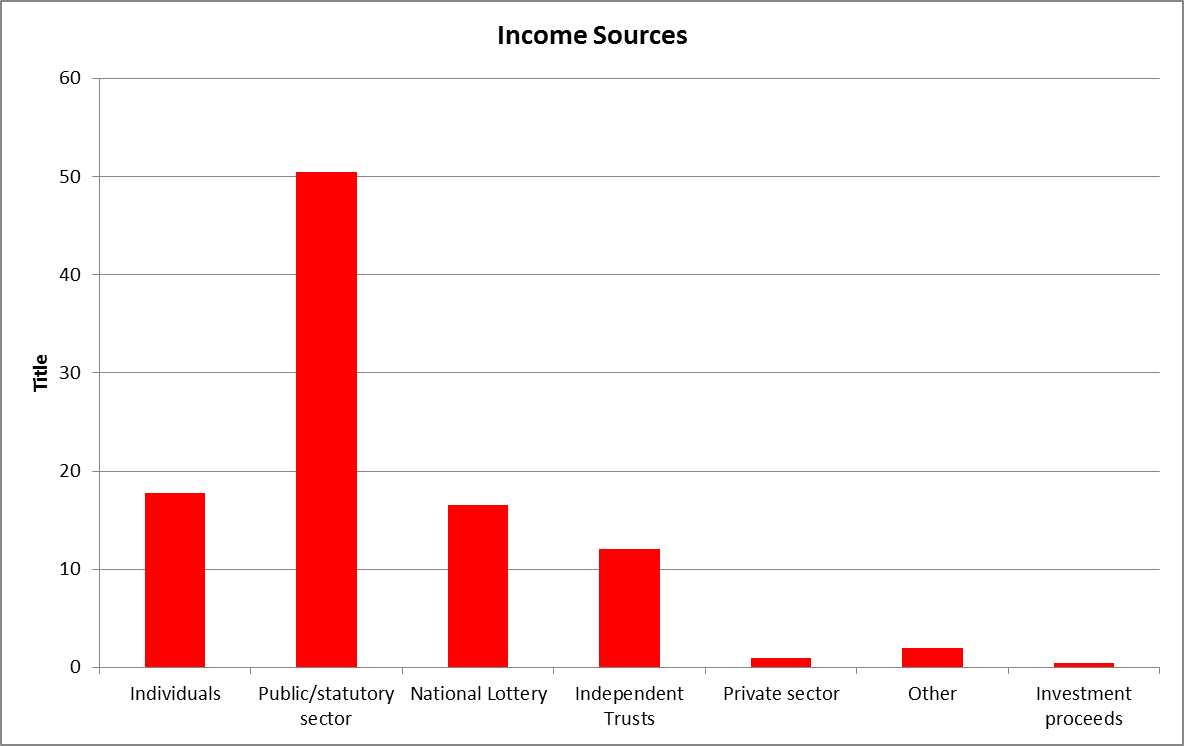 Income Sources
60
50
40
30
20
10
0
Title
Individuals
Public/statutory
sector
National Lottery
Independent
Trusts
Private sector
Other
Investment
proceeds